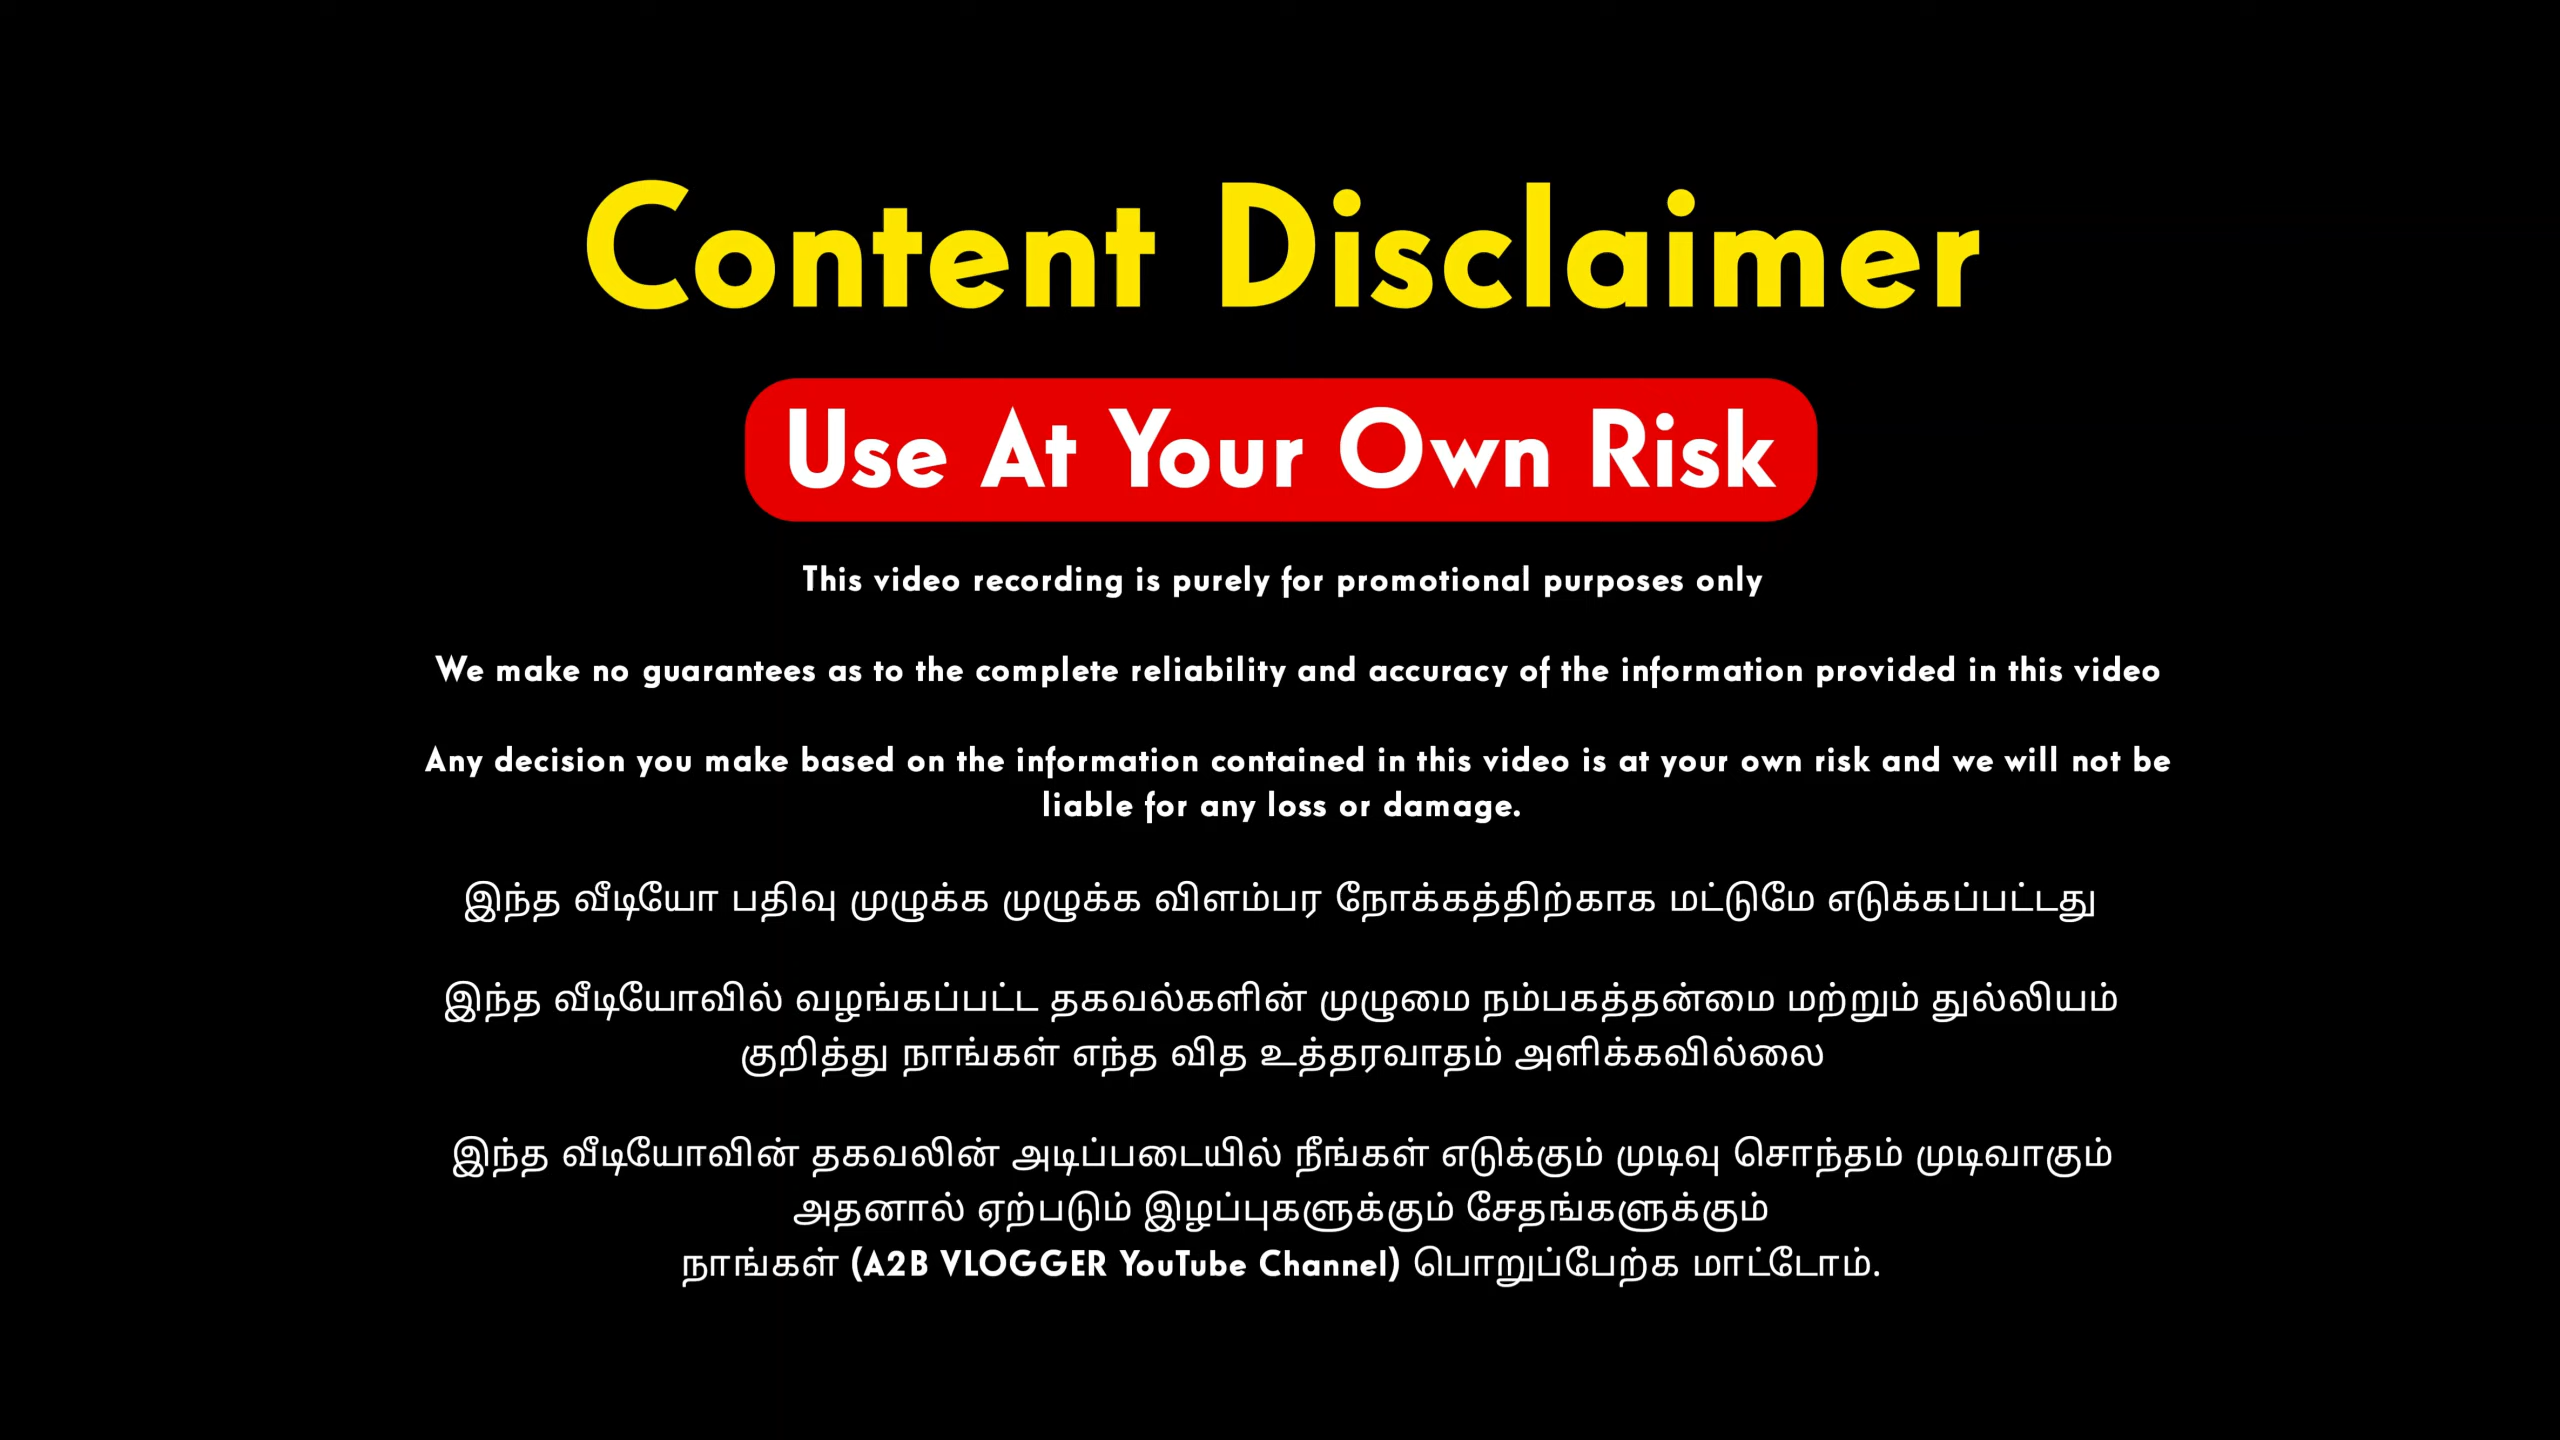 Content Disclaimer
Use At Your Own Risk
This video recording is purely for promotional purposes only
We make no guarantees as to the complete reliability and accuracy of the information provided in this video
Any decision you make based on the information contained in this video is at your own risk and we will not be
liable for any loss or damage.
இந்த வீடியோ பதிவு முழுக்க முழுக்க விளம்பர நோக்கத்திற்காக மட்டுமே எடுக்கப்பட்டது
இந்த வீடியோவில் வழங்கப்பட்ட தகவல்களின் முழுமை நம்பகத்தன்மை மற்றும் துல்லியம்
குறித்து நாங்கள் எந்த வித உத்தரவாதம் அளிக்கவில்லை
இந்த வீடியோவின் தகவலின் அடிப்படையில் நீங்கள் எடுக்கும் முடிவு சொந்தம் முடிவாகும்
அதனால் ஏற்படும் இழப்புகளுக்கும் சேதங்களுக்கும்
நாங்கள் (A2B VLOGGER YouTube Channel) பொறுப்பேற்க மாட்டோம்.